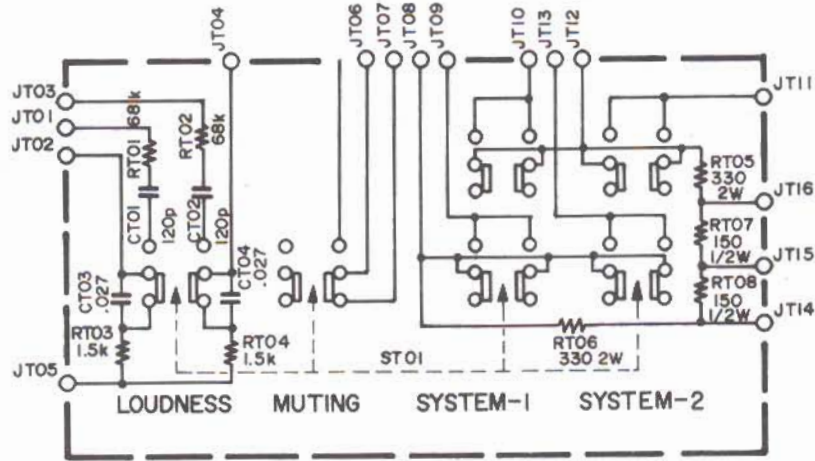 JT04
JT06
JT07
JT08
JT09
JT10
JT13
JT12
JT03
JT01
JT02
JT11
68k
RT01
RT02
68k
CT01
120p
CT02
120p
RT05
330
2W
JT16
RT07
150
1/2W
JT15
CT03
.027
CT04
.027
RT08
150
1/2W
JT14
RT03
1.5k
RT04
1.5k
ST01
RT06
330 2W
JT05
LOUDNESS MUTING SYSTEM-1 SYSTEM-2